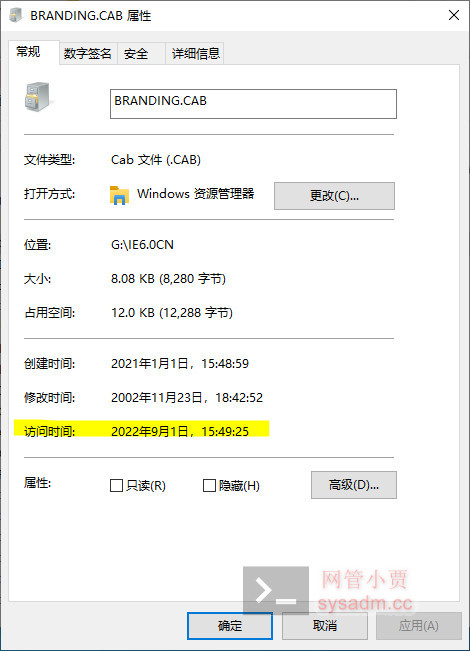 BRANDING.CAB 属性
常规 数字签名 安全 详细信息
BRANDING.CAB
文件类型: Cab 文件 (.CAB)
打开方式: Windows 资源管理器 更改(C)...
位置: G:\IE6.0CN
大小: 8.08 KB (8,280 字节)
占用空间: 12.0 KB (12,288 字节)
创建时间: 2021年1月1日，15:48:59
修改时间: 2002年11月23日，18:42:52
访问时间: 2022年9月1日，15:49:25
属性: 只读(R) 隐藏(H) 高级(D)...
网管小贾
sysadm.cc
确定 取消 应用(A)